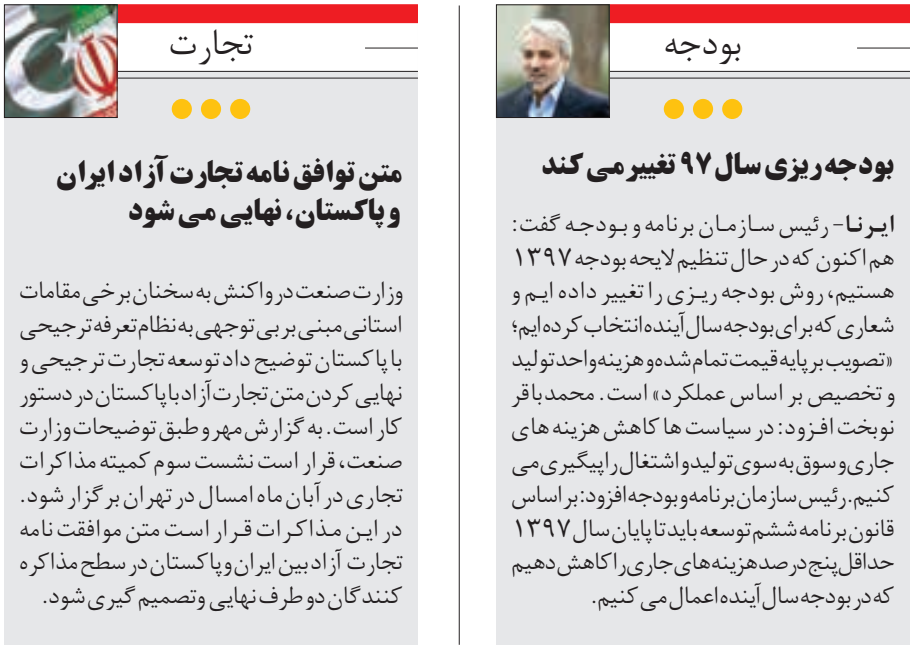 بودجه
بودجه ریزی سال ۹۷ تغییر می کند
ایرنا- رئیس سازمان برنامه و بودجه گفت:
هم اکنون که در حال تنظیم لایحه بودجه ۱۳۹۷
هستیم، روش بودجه ریزی را تغییر داده ایم و
شعاری که برای بودجه سال آینده انتخاب کرده ایم؛
«تصویب بر پایه قیمت تمام شده و هزینه واحد تولید
و تخصیص بر اساس عملکرد» است. محمدباقر
نوبخت افزود: در سیاست ها کاهش هزینه های
جاری و سوق به سوی تولید و اشتغال را پیگیری می
کنیم. رئیس سازمان برنامه و بودجه افزود: بر اساس
قانون برنامه ششم توسعه باید تا پایان سال ۱۳۹۷
حداقل پنج درصد هزینه های جاری را کاهش دهیم
که در بودجه سال آینده اعمال می کنیم.
تجارت
متن توافق نامه تجارت آزاد ایران
و پاکستان، نهایی می شود
وزارت صنعت در واکنش به سخنان برخی مقامات
استانی مبنی بر بی توجهی به نظام تعرفه ترجیحی
با پاکستان توضیح داد توسعه تجارت ترجیحی و
نهایی کردن متن تجارت آزاد با پاکستان در دستور
کار است. به گزارش مهر و طبق توضیحات وزارت
صنعت، قرار است نشست سوم کمیته مذاکرات
تجاری در آبان ماه امسال در تهران برگزار شود.
در این مذاکرات قرار است متن موافقت نامه
تجارت آزاد بین ایران و پاکستان در سطح مذاکره
کنندگان دو طرف نهایی و تصمیم گیری شود.